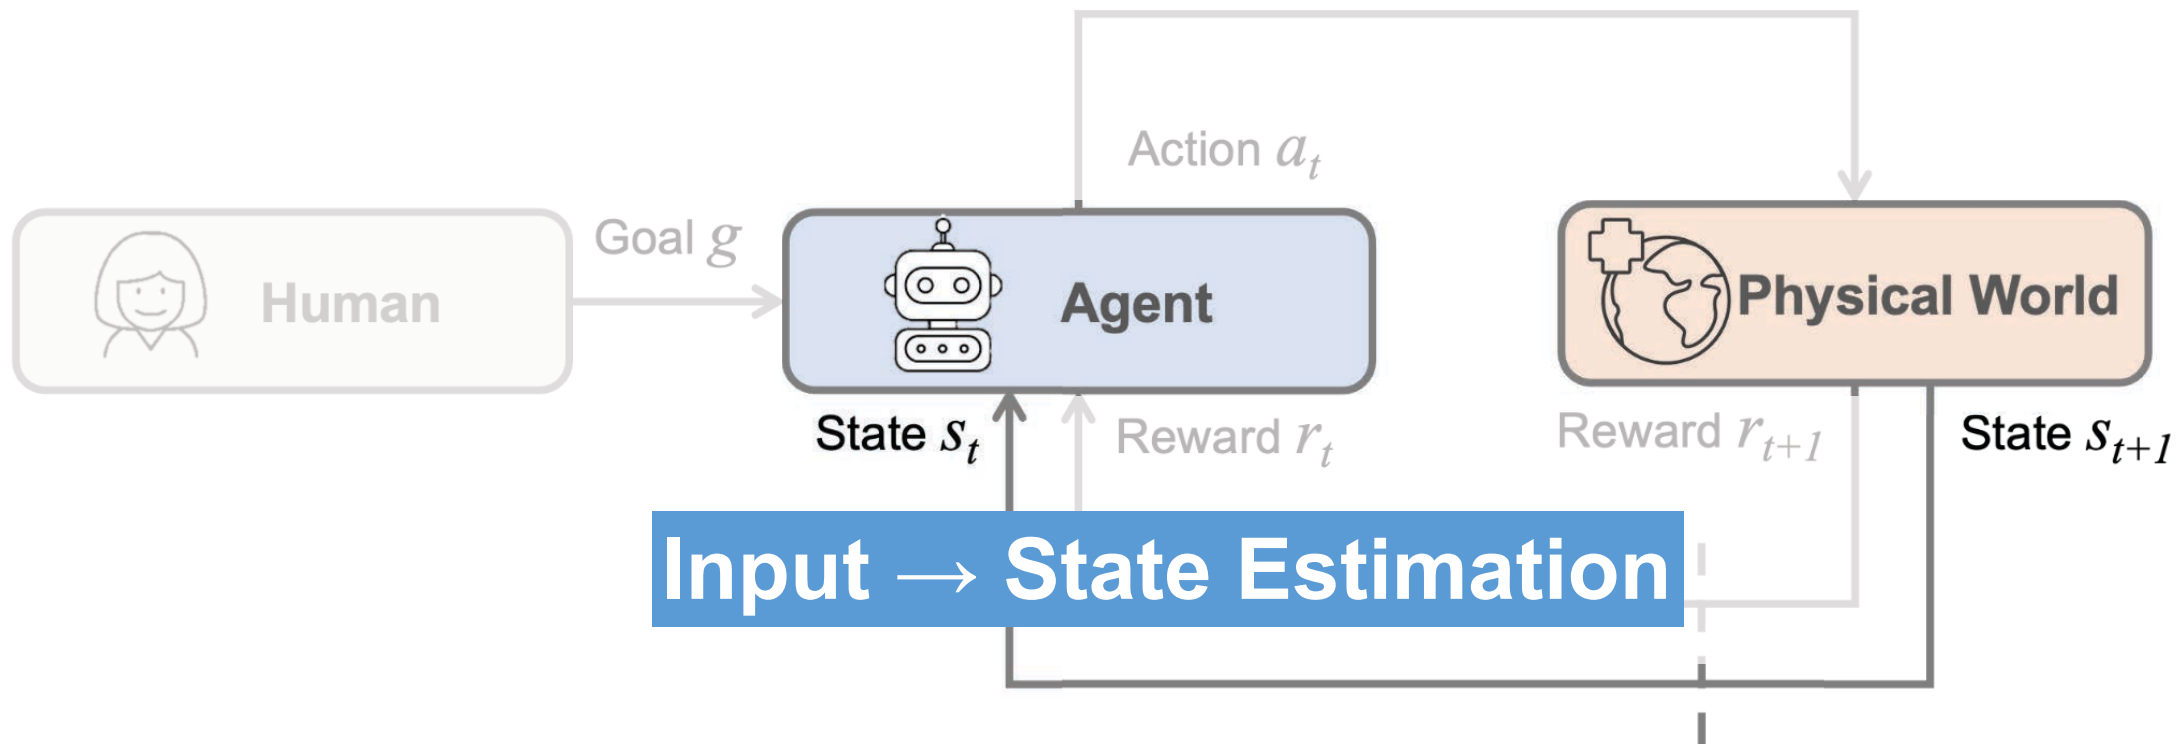 Action a_t
Goal g
Human
Agent
Physical World
State s_t
Reward r_t
Reward r_{t+1}
State s_{t+1}
Input → State Estimation